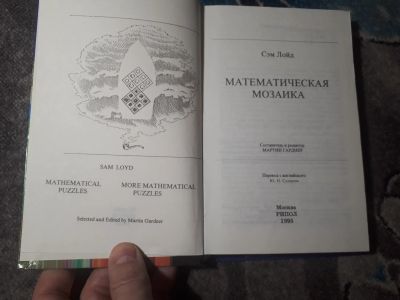 SAM LOYD
MATHEMATICAL
PUZZLES
MORE MATHEMATICAL
PUZZLES
Selected and Edited by Martin Gardner
Сэм Лойд
МАТЕМАТИЧЕСКАЯ
МОЗАИКА
Составитель и редактор
МАРТИН ГАРДНЕР
Перевод с английского
Ю. Н. Сударева
Москва
РИПОЛ
1995